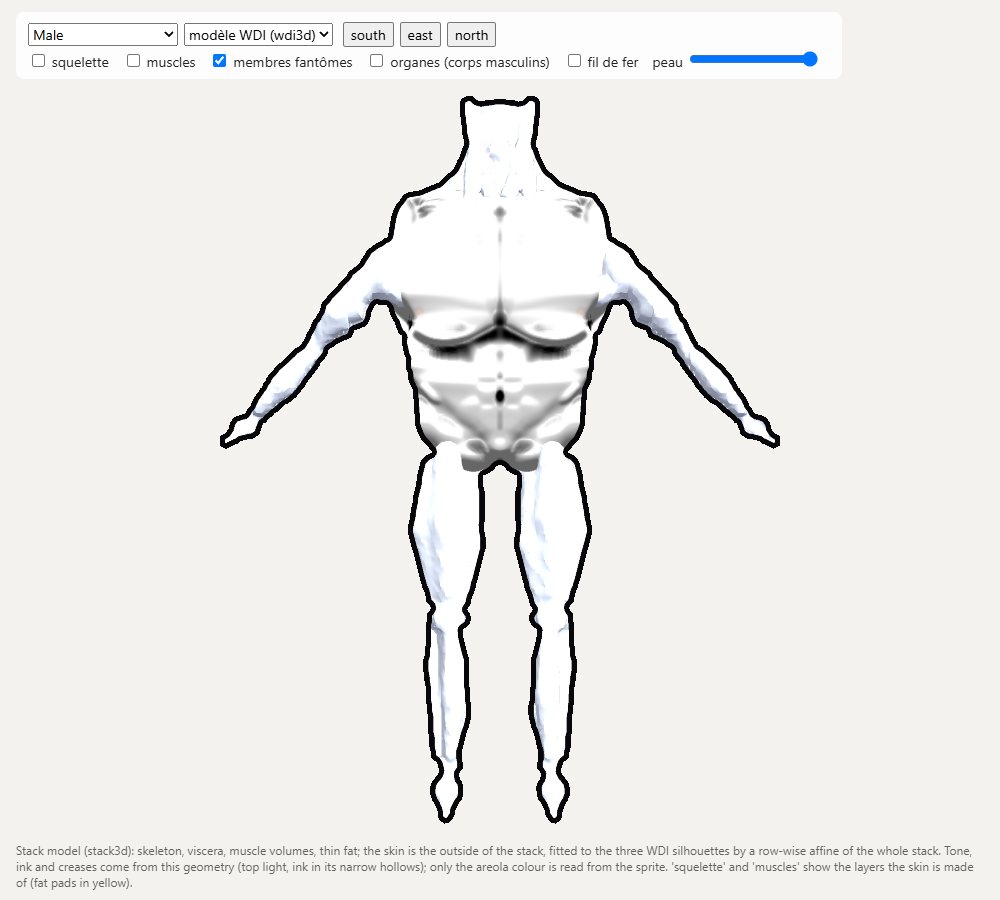 Male modèle WDI (wdi3d) south east north
squelette muscles membres fantômes organes (corps masculins) fil de fer peau
Stack model (stack3d): skeleton, viscera, muscle volumes, thin fat; the skin is the outside of the stack, fitted to the three WDI silhouettes by a row-wise affine of the whole stack. Tone,
ink and creases come from this geometry (top light, ink in its narrow hollows); only the areola colour is read from the sprite. 'squelette' and 'muscles' show the layers the skin is made
of (fat pads in yellow).